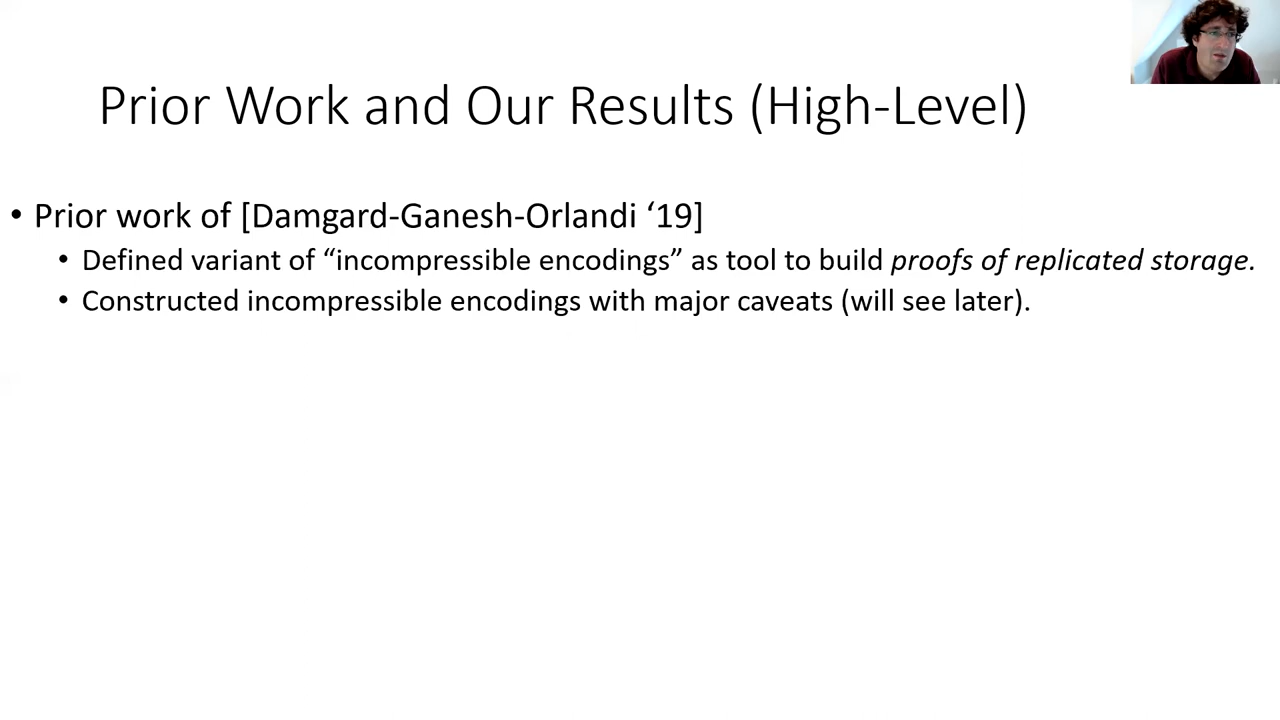 Prior Work and Our Results (High-Level)
• Prior work of [Damgard-Ganesh-Orlandi ‘19]
• Defined variant of “incompressible encodings” as tool to build proofs of replicated storage.
• Constructed incompressible encodings with major caveats (will see later).